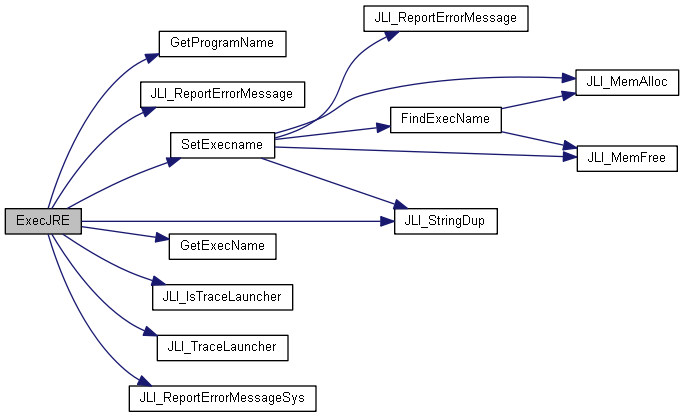 JLI_ReportErrorMessage
GetProgramName
JLI_MemAlloc
JLI_ReportErrorMessage
FindExecName
SetExecname
JLI_MemFree
ExecJRE
JLI_StringDup
GetExecName
JLI_IsTraceLauncher
JLI_TraceLauncher
JLI_ReportErrorMessageSys